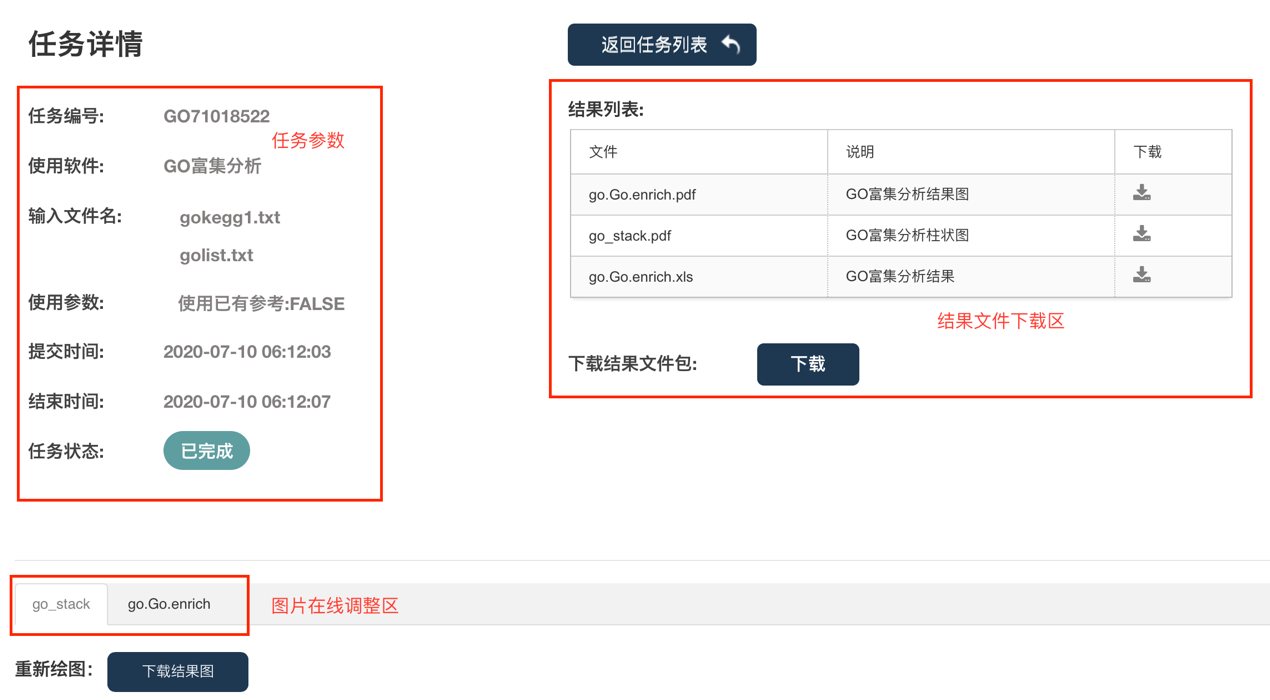 任务详情
返回任务列表
任务编号: GO71018522
任务参数
使用软件: GO富集分析
输入文件名: gokegg1.txt
golist.txt
使用参数: 使用已有参考:FALSE
提交时间: 2020-07-10 06:12:03
结束时间: 2020-07-10 06:12:07
任务状态: 已完成
结果列表:
文件 说明 下载
go.Go.enrich.pdf GO富集分析结果图
go_stack.pdf GO富集分析柱状图
go.Go.enrich.xls GO富集分析结果
结果文件下载区
下载结果文件包: 下载
go_stack go.Go.enrich 图片在线调整区
重新绘图: 下载结果图